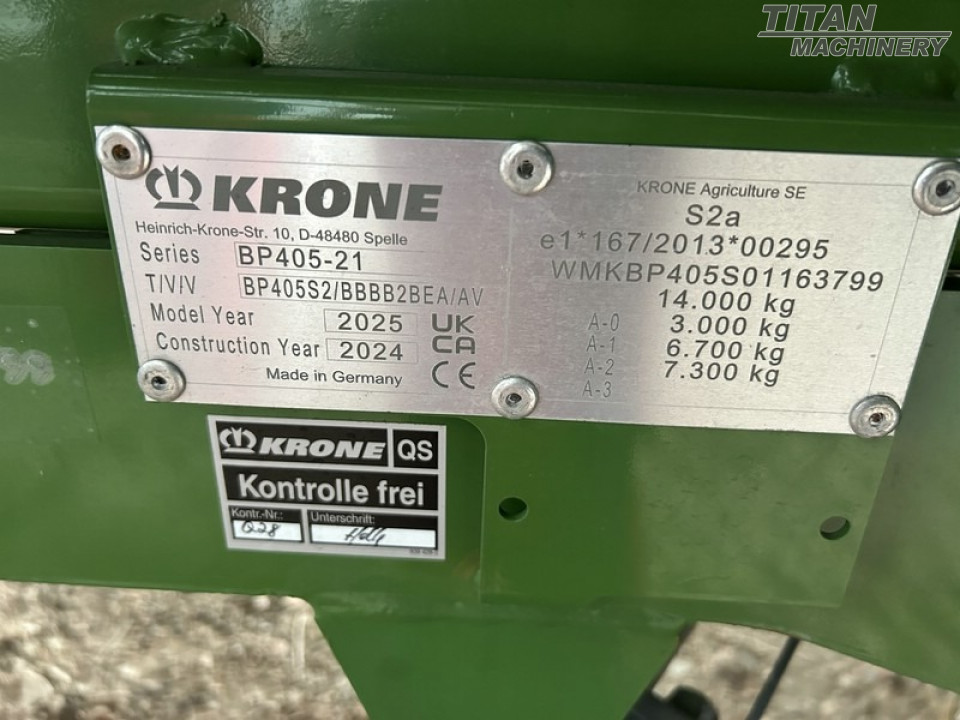 TITAN
MACHINERY
KRONE
Heinrich-Krone-Str. 10, D-48480 Spelle
Series BP405-21
T/V/V BP405S2/BBBB2BEA/AV
Model Year 2025
Construction Year 2024
UK
CA
Made in Germany CE
KRONE Agriculture SE
S2a
e1*167/2013*00295
WMKBP405S01163799
14.000 kg
A-0 3.000 kg
A-1 6.700 kg
A-2 7.300 kg
A-3
KRONE QS
Kontrolle frei
Kontr.-Nr.: Unterschrift:
028